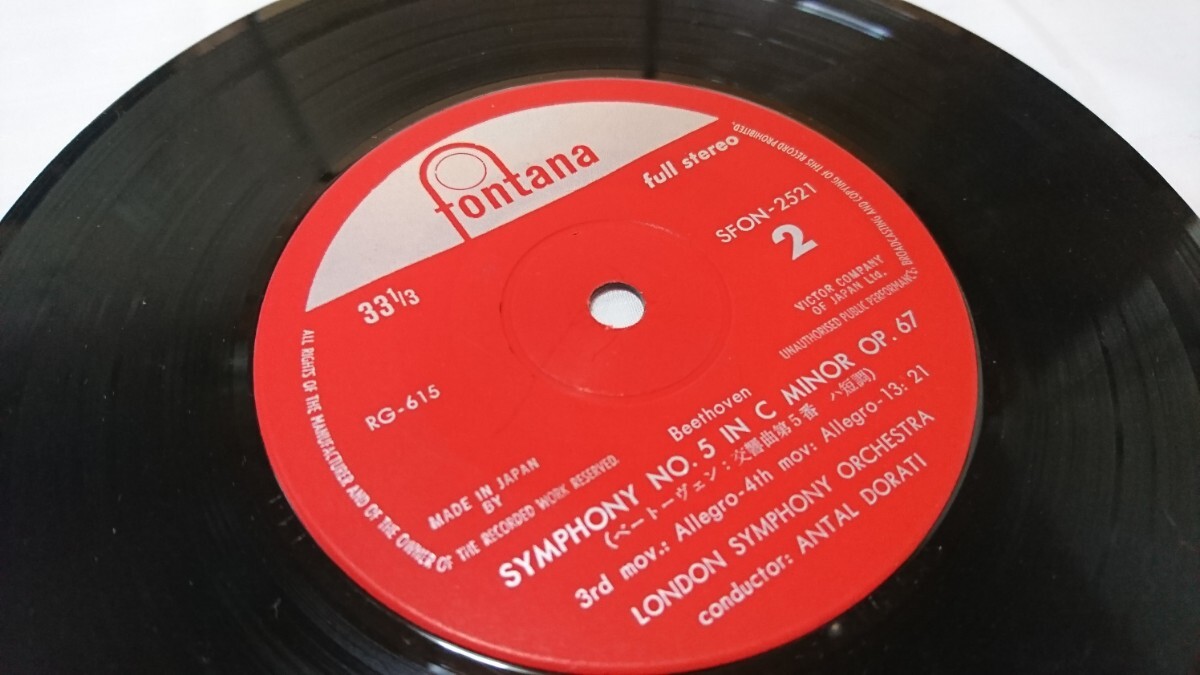 fontana
full stereo
33 1/3
SFON-2521
2
RG-615
VICTOR COMPANY
OF JAPAN Ltd.
MADE IN JAPAN
BY
Beethoven
SYMPHONY NO. 5 IN C MINOR OP. 67
(ベートーヴェン:交響曲第5番 ハ短調)
3rd mov.: Allegro-4th mov: Allegro-13: 21
LONDON SYMPHONY ORCHESTRA
conductor: ANTAL DORATI
ALL RIGHTS OF THE MANUFACTURER AND OF THE OWNER OF THE RECORDED WORK RESERVED.
UNAUTHORISED PUBLIC PERFORMANCE, BROADCASTING AND COPYING OF THIS RECORD PROHIBITED.